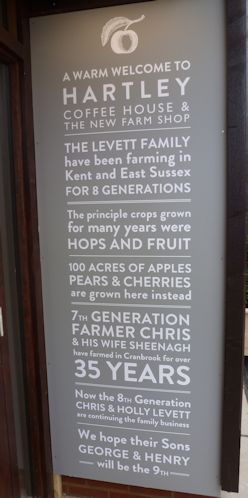 A WARM WELCOME TO
HARTLEY
COFFEE HOUSE &
THE NEW FARM SHOP
THE LEVETT FAMILY
have been farming in
Kent and East Sussex
FOR 8 GENERATIONS
The principle crops grown
for many years were
HOPS AND FRUIT
100 ACRES OF APPLES
PEARS & CHERRIES
are grown here instead
7TH GENERATION
FARMER CHRIS
& HIS WIFE SHEENAGH
have farmed in Cranbrook for over
35 YEARS
Now the 8TH Generation
CHRIS & HOLLY LEVETT
are continuing the family business
We hope their Sons
GEORGE & HENRY
will be the 9TH